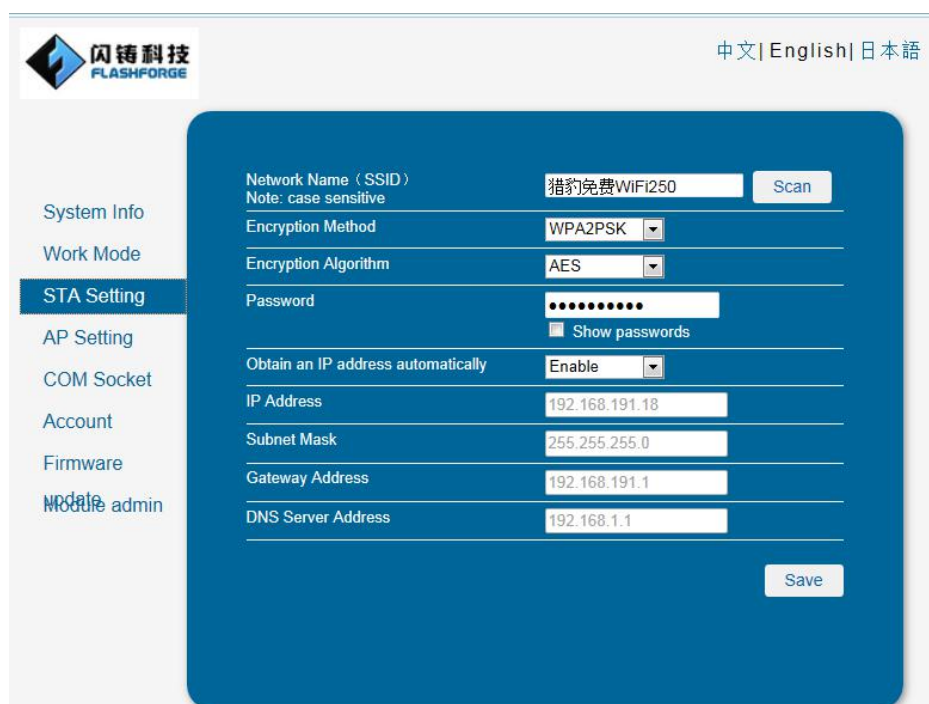 闪铸科技
FLASHFORGE
中文| English| 日本語
System Info
Work Mode
STA Setting
AP Setting
COM Socket
Account
Firmware
update
Module admin
Network Name（SSID）
Note: case sensitive
猎豹免费WiFi250
Scan
Encryption Method
WPA2PSK
Encryption Algorithm
AES
Password
●●●●●●●●●●
Show passwords
Obtain an IP address automatically
Enable
IP Address
192.168.191.18
Subnet Mask
255.255.255.0
Gateway Address
192.168.191.1
DNS Server Address
192.168.1.1
Save